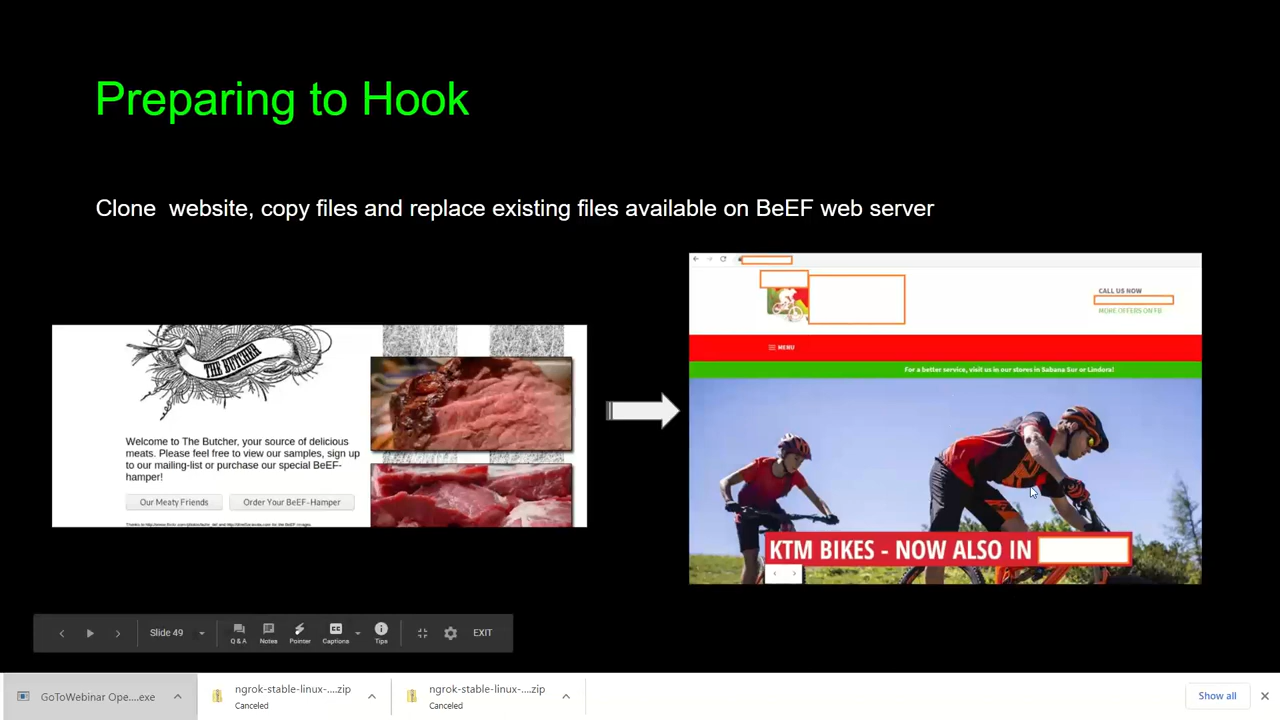 Preparing to Hook
Clone website, copy files and replace existing files available on BeEF web server
THE BUTCHER
Welcome to The Butcher, your source of delicious
meats. Please feel free to view our samples, sign up
to our mailing-list or purchase our special BeEF-
hamper!
Our Meaty Friends
Order Your BeEF-Hamper
CALL US NOW
MENU
For a better service, visit us in our stores in Sabana Sur or Lindora!
KTM BIKES - NOW ALSO IN
Slide 49
Q & A
Notes
Pointer
CC
Captions
Tips
EXIT
GoToWebinar Ope....exe
ngrok-stable-linux-....zip
Canceled
ngrok-stable-linux-....zip
Canceled
Show all